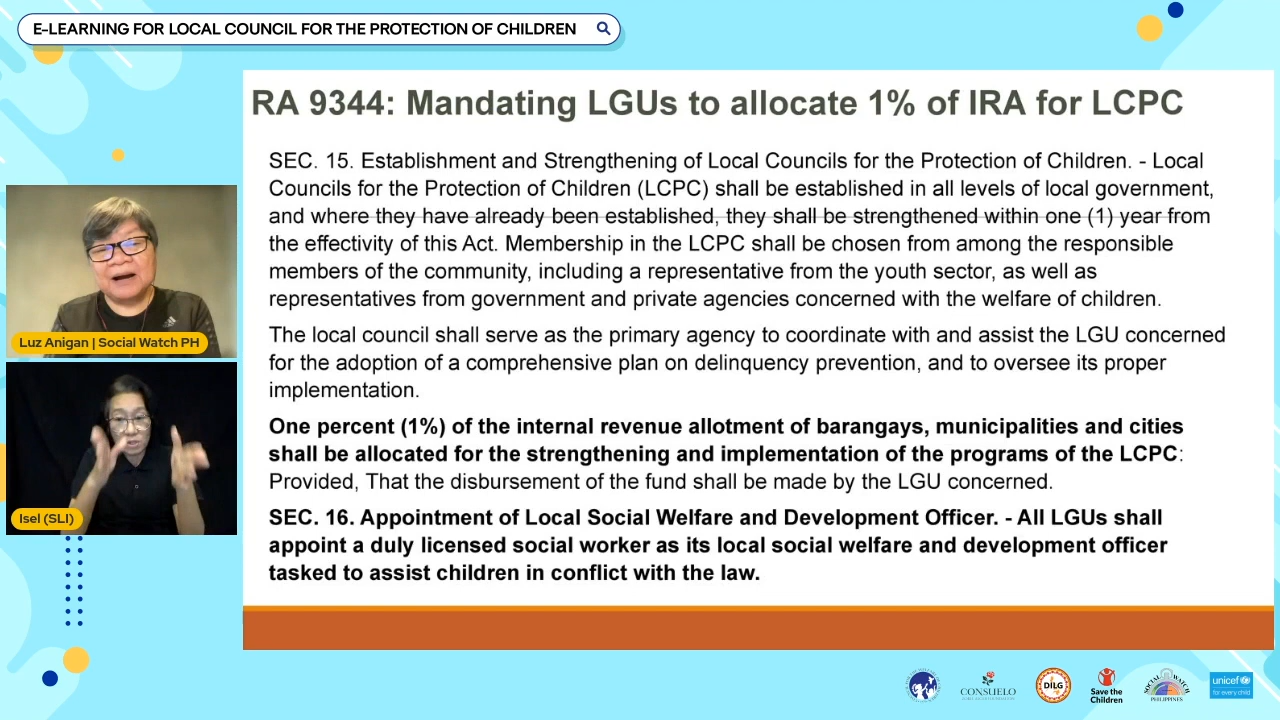 E-LEARNING FOR LOCAL COUNCIL FOR THE PROTECTION OF CHILDREN
RA 9344: Mandating LGUs to allocate 1% of IRA for LCPC
SEC. 15. Establishment and Strengthening of Local Councils for the Protection of Children. - Local
Councils for the Protection of Children (LCPC) shall be established in all levels of local government,
and where they have already been established, they shall be strengthened within one (1) year from
the effectivity of this Act. Membership in the LCPC shall be chosen from among the responsible
members of the community, including a representative from the youth sector, as well as
representatives from government and private agencies concerned with the welfare of children.
The local council shall serve as the primary agency to coordinate with and assist the LGU concerned
for the adoption of a comprehensive plan on delinquency prevention, and to oversee its proper
implementation.
One percent (1%) of the internal revenue allotment of barangays, municipalities and cities
shall be allocated for the strengthening and implementation of the programs of the LCPC:
Provided, That the disbursement of the fund shall be made by the LGU concerned.
SEC. 16. Appointment of Local Social Welfare and Development Officer. - All LGUs shall
appoint a duly licensed social worker as its local social welfare and development officer
tasked to assist children in conflict with the law.
Luz Anigan | Social Watch PH
Isel (SLI)
CONSUELO
DILG
Save the
Children
SOCIAL WATCH
PHILIPPINES
unicef
for every child